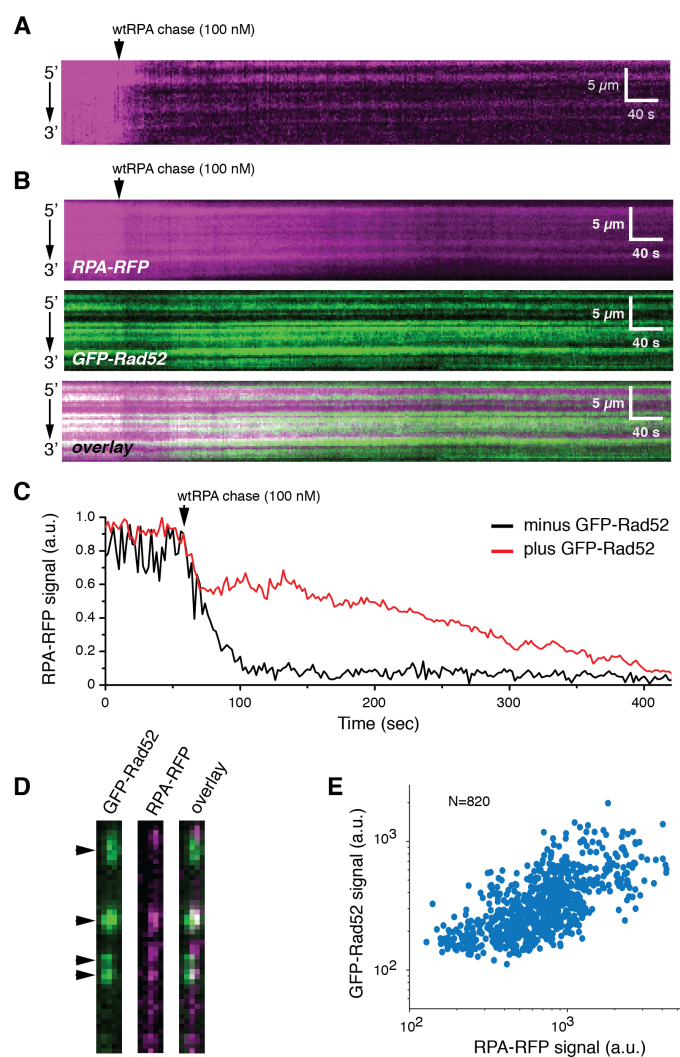 A
wtRPA chase (100 nM)
5’
3’
5 µm
40 s
B
wtRPA chase (100 nM)
5’
3’
RPA-RFP
5 µm
40 s
5’
3’
GFP-Rad52
5 µm
40 s
5’
3’
overlay
5 µm
40 s
C
wtRPA chase (100 nM)
RPA-RFP signal (a.u.)
1.0
0.8
0.6
0.4
0.2
0
minus GFP-Rad52
plus GFP-Rad52
0
100
200
300
400
Time (sec)
D
GFP-Rad52
RPA-RFP
overlay
E
N=820
GFP-Rad52 signal (a.u.)
10³
10²
10²
10³
RPA-RFP signal (a.u.)